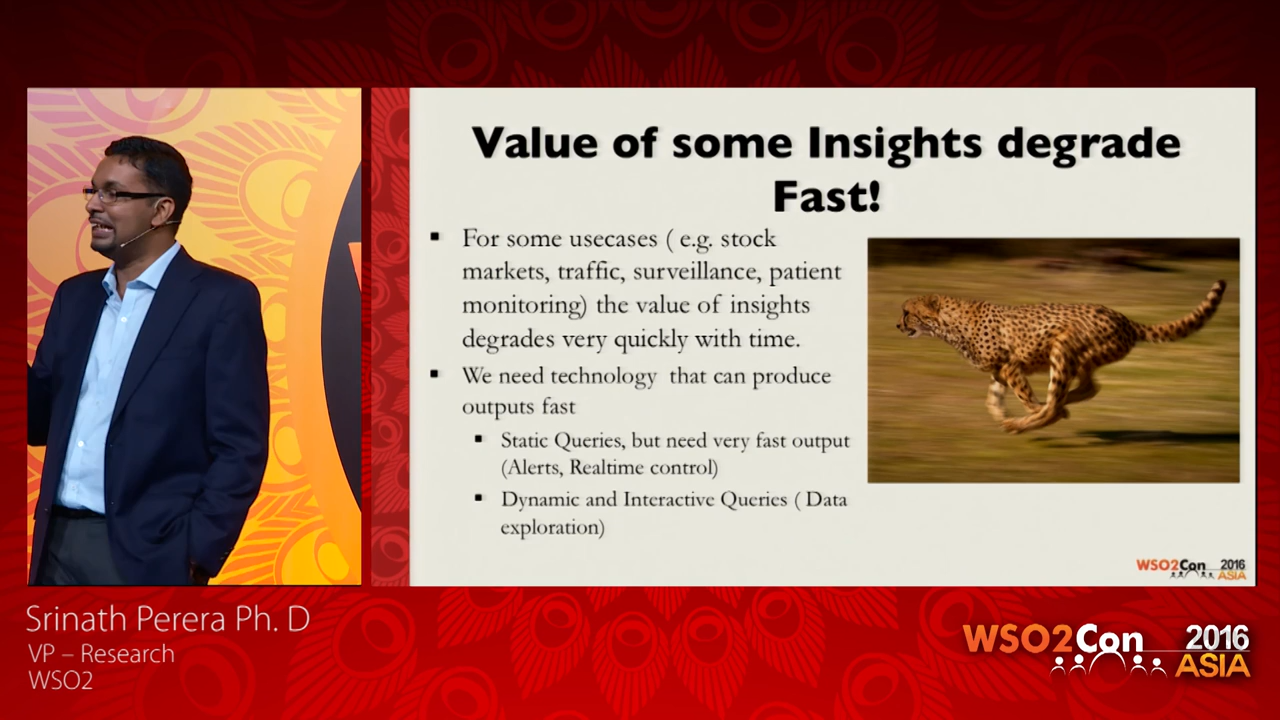 Value of some Insights degrade
Fast!
▪ For some usecases ( e.g. stock
markets, traffic, surveillance, patient
monitoring) the value of insights
degrades very quickly with time.
▪ We need technology that can produce
outputs fast
▪ Static Queries, but need very fast output
(Alerts, Realtime control)
▪ Dynamic and Interactive Queries ( Data
exploration)
WSO2Con 2016
ASIA
Srinath Perera Ph. D
VP – Research
WSO2
WSO2Con 2016
ASIA